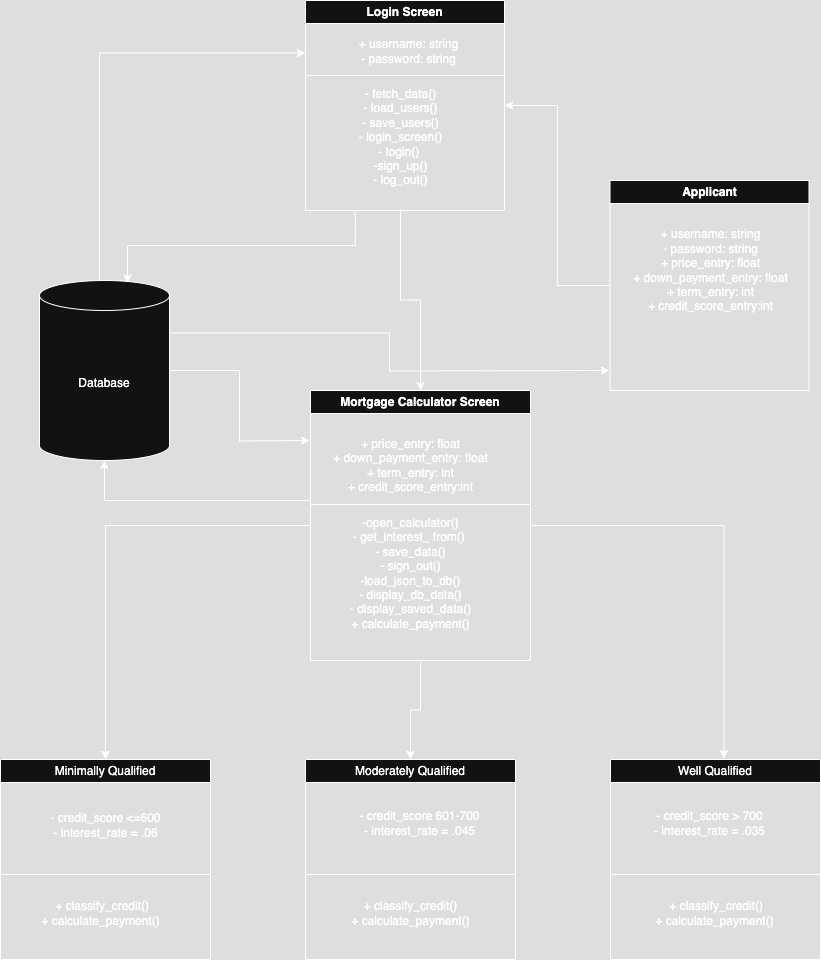 Login Screen
+ username: string
- password: string
- fetch_data()
- load_users()
- save_users()
- login_screen()
- login()
-sign_up()
- log_out()
Applicant
+ username: string
- password: string
+ price_entry: float
+ down_payment_entry: float
+ term_entry: int
+ credit_score_entry:int
Database
Mortgage Calculator Screen
+ price_entry: float
+ down_payment_entry: float
+ term_entry: int
+ credit_score_entry:int
-open_calculator()
- get_interest_ from()
- save_data()
- sign_out()
-load_json_to_db()
- display_db_data()
- display_saved_data()
+ calculate_payment()
Minimally Qualified
- credit_score <=600
- interest_rate = .06
+ classify_credit()
+ calculate_payment()
Moderately Qualified
- credit_score 601-700
- interest_rate = .045
+ classify_credit()
+ calculate_payment()
Well Qualified
- credit_score > 700
- interest_rate = .035
+ classify_credit()
+ calculate_payment()